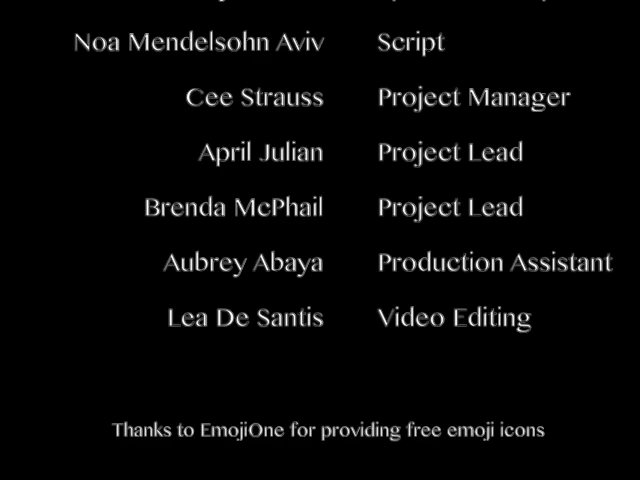 Noa Mendelsohn Aviv Script
Cee Strauss Project Manager
April Julian Project Lead
Brenda McPhail Project Lead
Aubrey Abaya Production Assistant
Lea De Santis Video Editing
Thanks to EmojiOne for providing free emoji icons